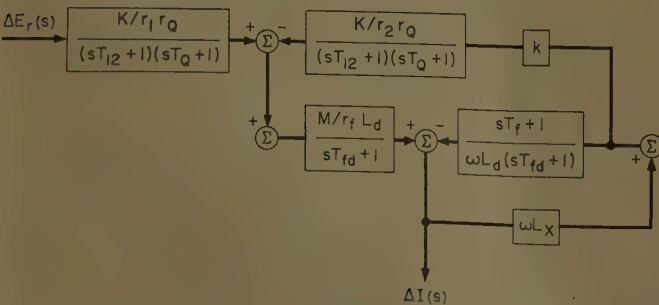 ΔE_r(s)
K/r_1 r_Q
(sT_12+1)(sT_Q+1)
+
Σ
−
K/r_2 r_Q
(sT_12+1)(sT_Q+1)
k
+
Σ
M/r_f L_d
sT_fd+1
+
Σ
−
sT_f+1
ωL_d(sT_fd+1)
+
Σ
ωL_X
ΔI(s)